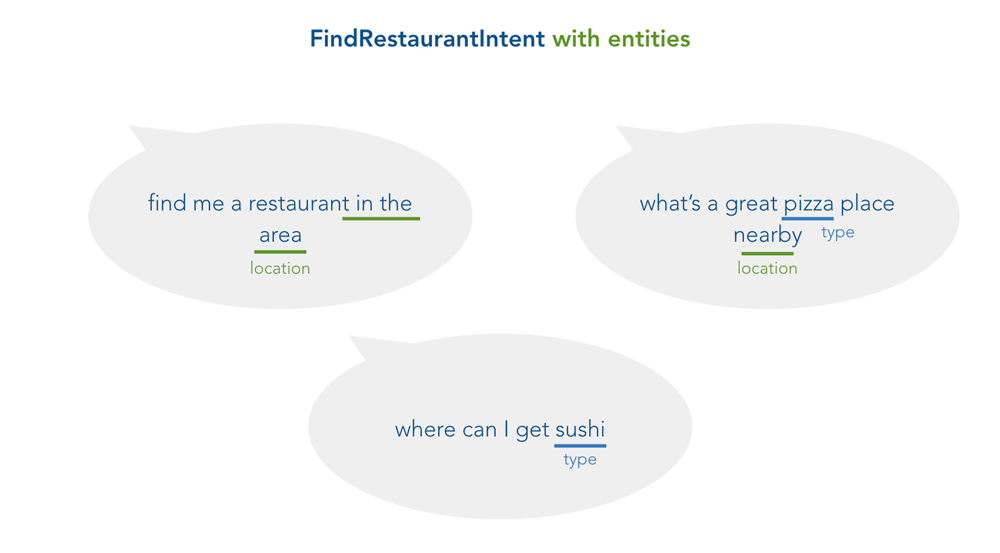 FindRestaurantIntent with entities
find me a restaurant in the
area
location
what’s a great pizza place
nearby type
location
where can I get sushi
type